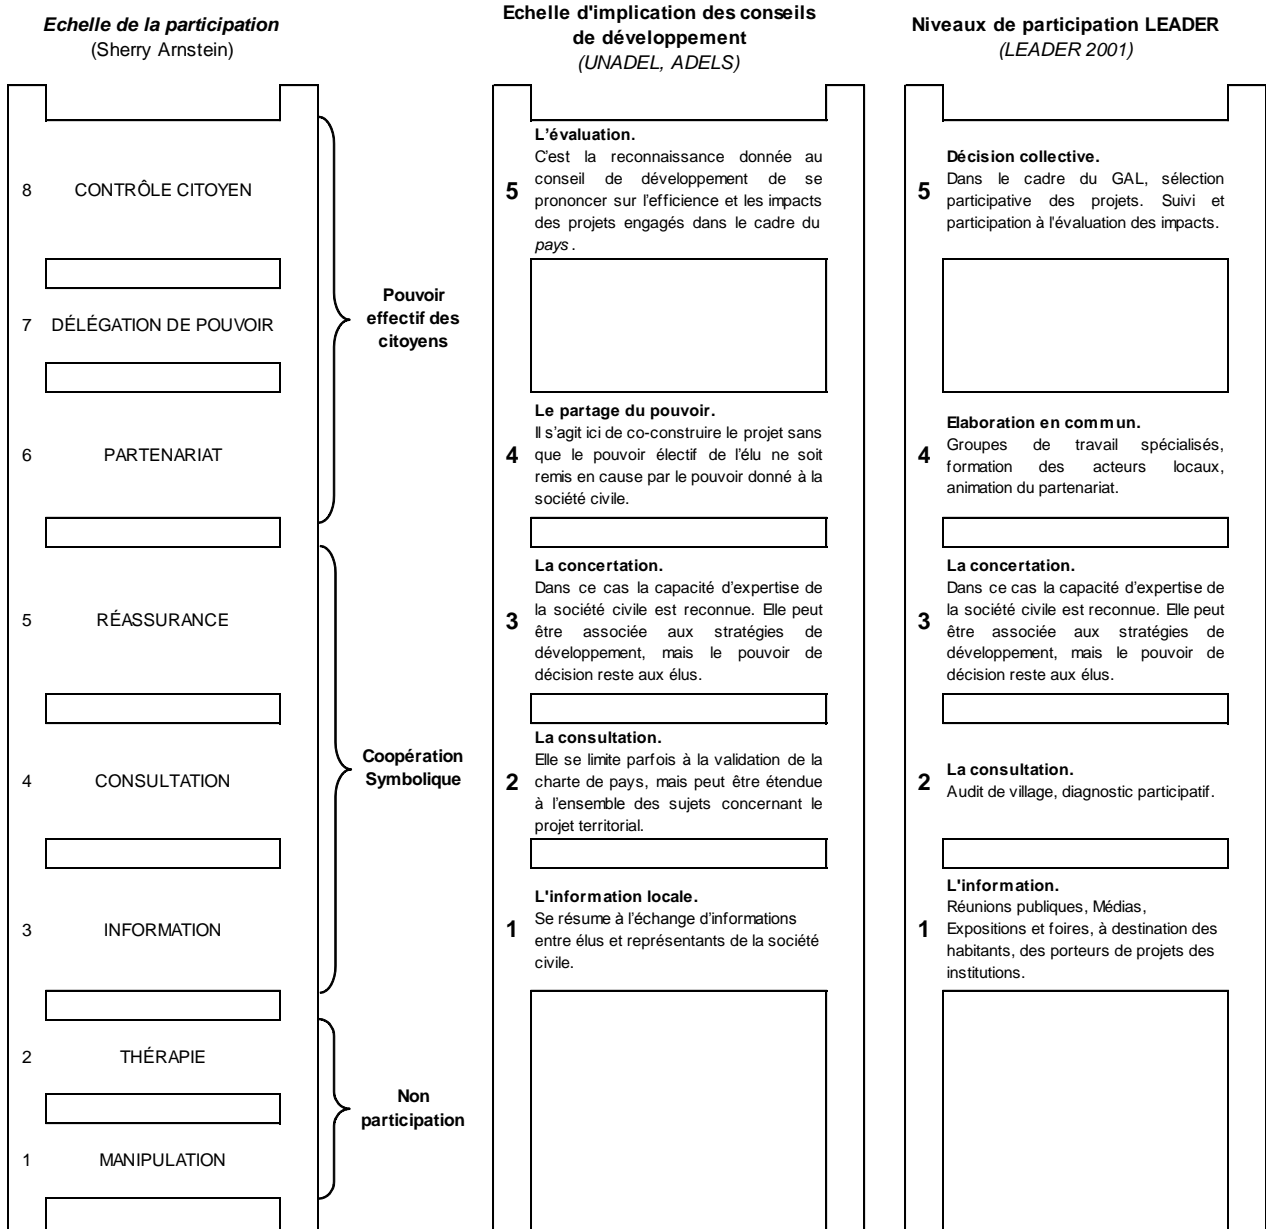 Echelle de la participation
(Sherry Arnstein)
8 CONTRÔLE CITOYEN
7 DÉLÉGATION DE POUVOIR
6 PARTENARIAT
5 RÉASSURANCE
4 CONSULTATION
3 INFORMATION
2 THÉRAPIE
1 MANIPULATION
Pouvoir
effectif des
citoyens
Coopération
Symbolique
Non
participation
Echelle d'implication des conseils
de développement
(UNADEL, ADELS)
L'évaluation.
C'est la reconnaissance donnée au
5 conseil de développement de se
prononcer sur l'efficience et les impacts
des projets engagés dans le cadre du
pays.
Le partage du pouvoir.
Il s'agit ici de co-construire le projet sans
4 que le pouvoir électif de l'élu ne soit
remis en cause par le pouvoir donné à la
société civile.
La concertation.
Dans ce cas la capacité d'expertise de
la société civile est reconnue. Elle peut
3 être associée aux stratégies de
développement, mais le pouvoir de
décision reste aux élus.
La consultation.
Elle se limite parfois à la validation de la
2 charte de pays, mais peut être étendue
à l'ensemble des sujets concernant le
projet territorial.
L'information locale.
Se résume à l'échange d'informations
1 entre élus et représentants de la société
civile.
Niveaux de participation LEADER
(LEADER 2001)
Décision collective.
5 Dans le cadre du GAL, sélection
participative des projets. Suivi et
participation à l'évaluation des impacts.
Elaboration en commun.
4 Groupes de travail spécialisés,
formation des acteurs locaux,
animation du partenariat.
La concertation.
Dans ce cas la capacité d'expertise de
la société civile est reconnue. Elle peut
3 être associée aux stratégies de
développement, mais le pouvoir de
décision reste aux élus.
La consultation.
2 Audit de village, diagnostic participatif.
L'information.
Réunions publiques, Médias,
1 Expositions et foires, à destination des
habitants, des porteurs de projets des
institutions.